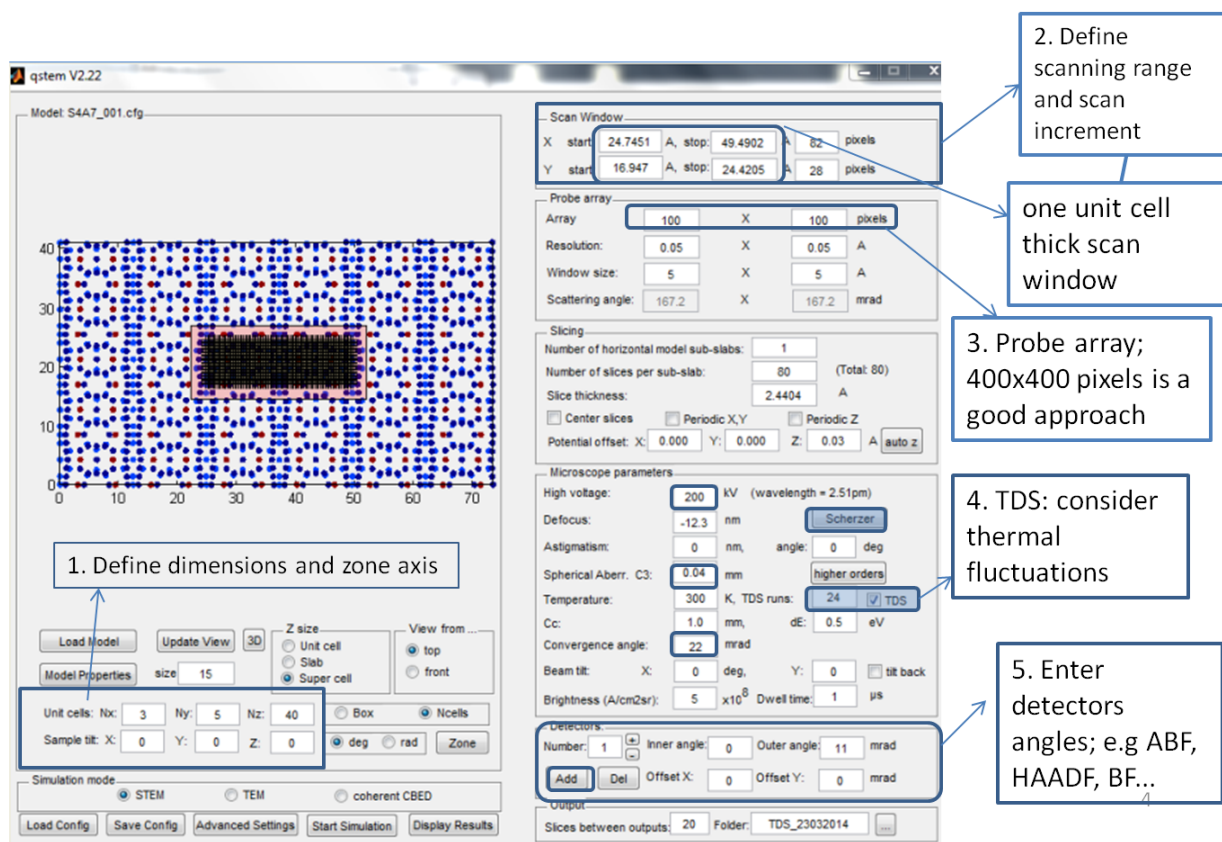 qstem V2.22
Model: S4A7_001.cfg
40
30
20
10
0
0 10 20 30 40 50 60 70
1. Define dimensions and zone axis
Load Model Update View 3D
Model Properties size 15
Z size
Unit cell
Slab
Super cell
View from ...
top
front
Unit cells: Nx: 3 Ny: 5 Nz: 40 Box Ncells
Sample tilt: X: 0 Y: 0 Z: 0 deg rad Zone
Simulation mode
STEM TEM coherent CBED
Load Config Save Config Advanced Settings Start Simulation Display Results
Scan Window
X start 24.7451 A, stop: 49.4902 A 82 pixels
Y start 16.947 A, stop: 24.4205 A 28 pixels
Probe array
Array 100 X 100 pixels
Resolution: 0.05 X 0.05 A
Window size: 5 X 5 A
Scattering angle: 167.2 X 167.2 mrad
Slicing
Number of horizontal model sub-slabs: 1
Number of slices per sub-slab: 80 (Total: 80)
Slice thickness: 2.4404 A
Center slices Periodic X,Y Periodic Z
Potential offset: X: 0.000 Y: 0.000 Z: 0.03 A auto z
Microscope parameters
High voltage: 200 kV (wavelength = 2.51pm)
Defocus: -12.3 nm Scherzer
Astigmatism: 0 nm, angle: 0 deg
Spherical Aberr. C3: 0.04 mm higher orders
Temperature: 300 K, TDS runs: 24 TDS
Cc: 1.0 mm, dE: 0.5 eV
Convergence angle: 22 mrad
Beam tilt: X: 0 deg, Y: 0 tilt back
Brightness (A/cm2sr): 5 x10^8 Dwell time: 1 µs
Detectors:
Number: 1 + - Inner angle: 0 Outer angle: 11 mrad
Add Del Offset X: 0 Offset Y: 0 mrad
Output
Slices between outputs: 20 Folder: TDS_23032014 ...
2. Define
scanning range
and scan
increment
one unit cell
thick scan
window
3. Probe array;
400x400 pixels is a
good approach
4. TDS: consider
thermal
fluctuations
5. Enter
detectors
angles; e.g ABF,
HAADF, BF...
4